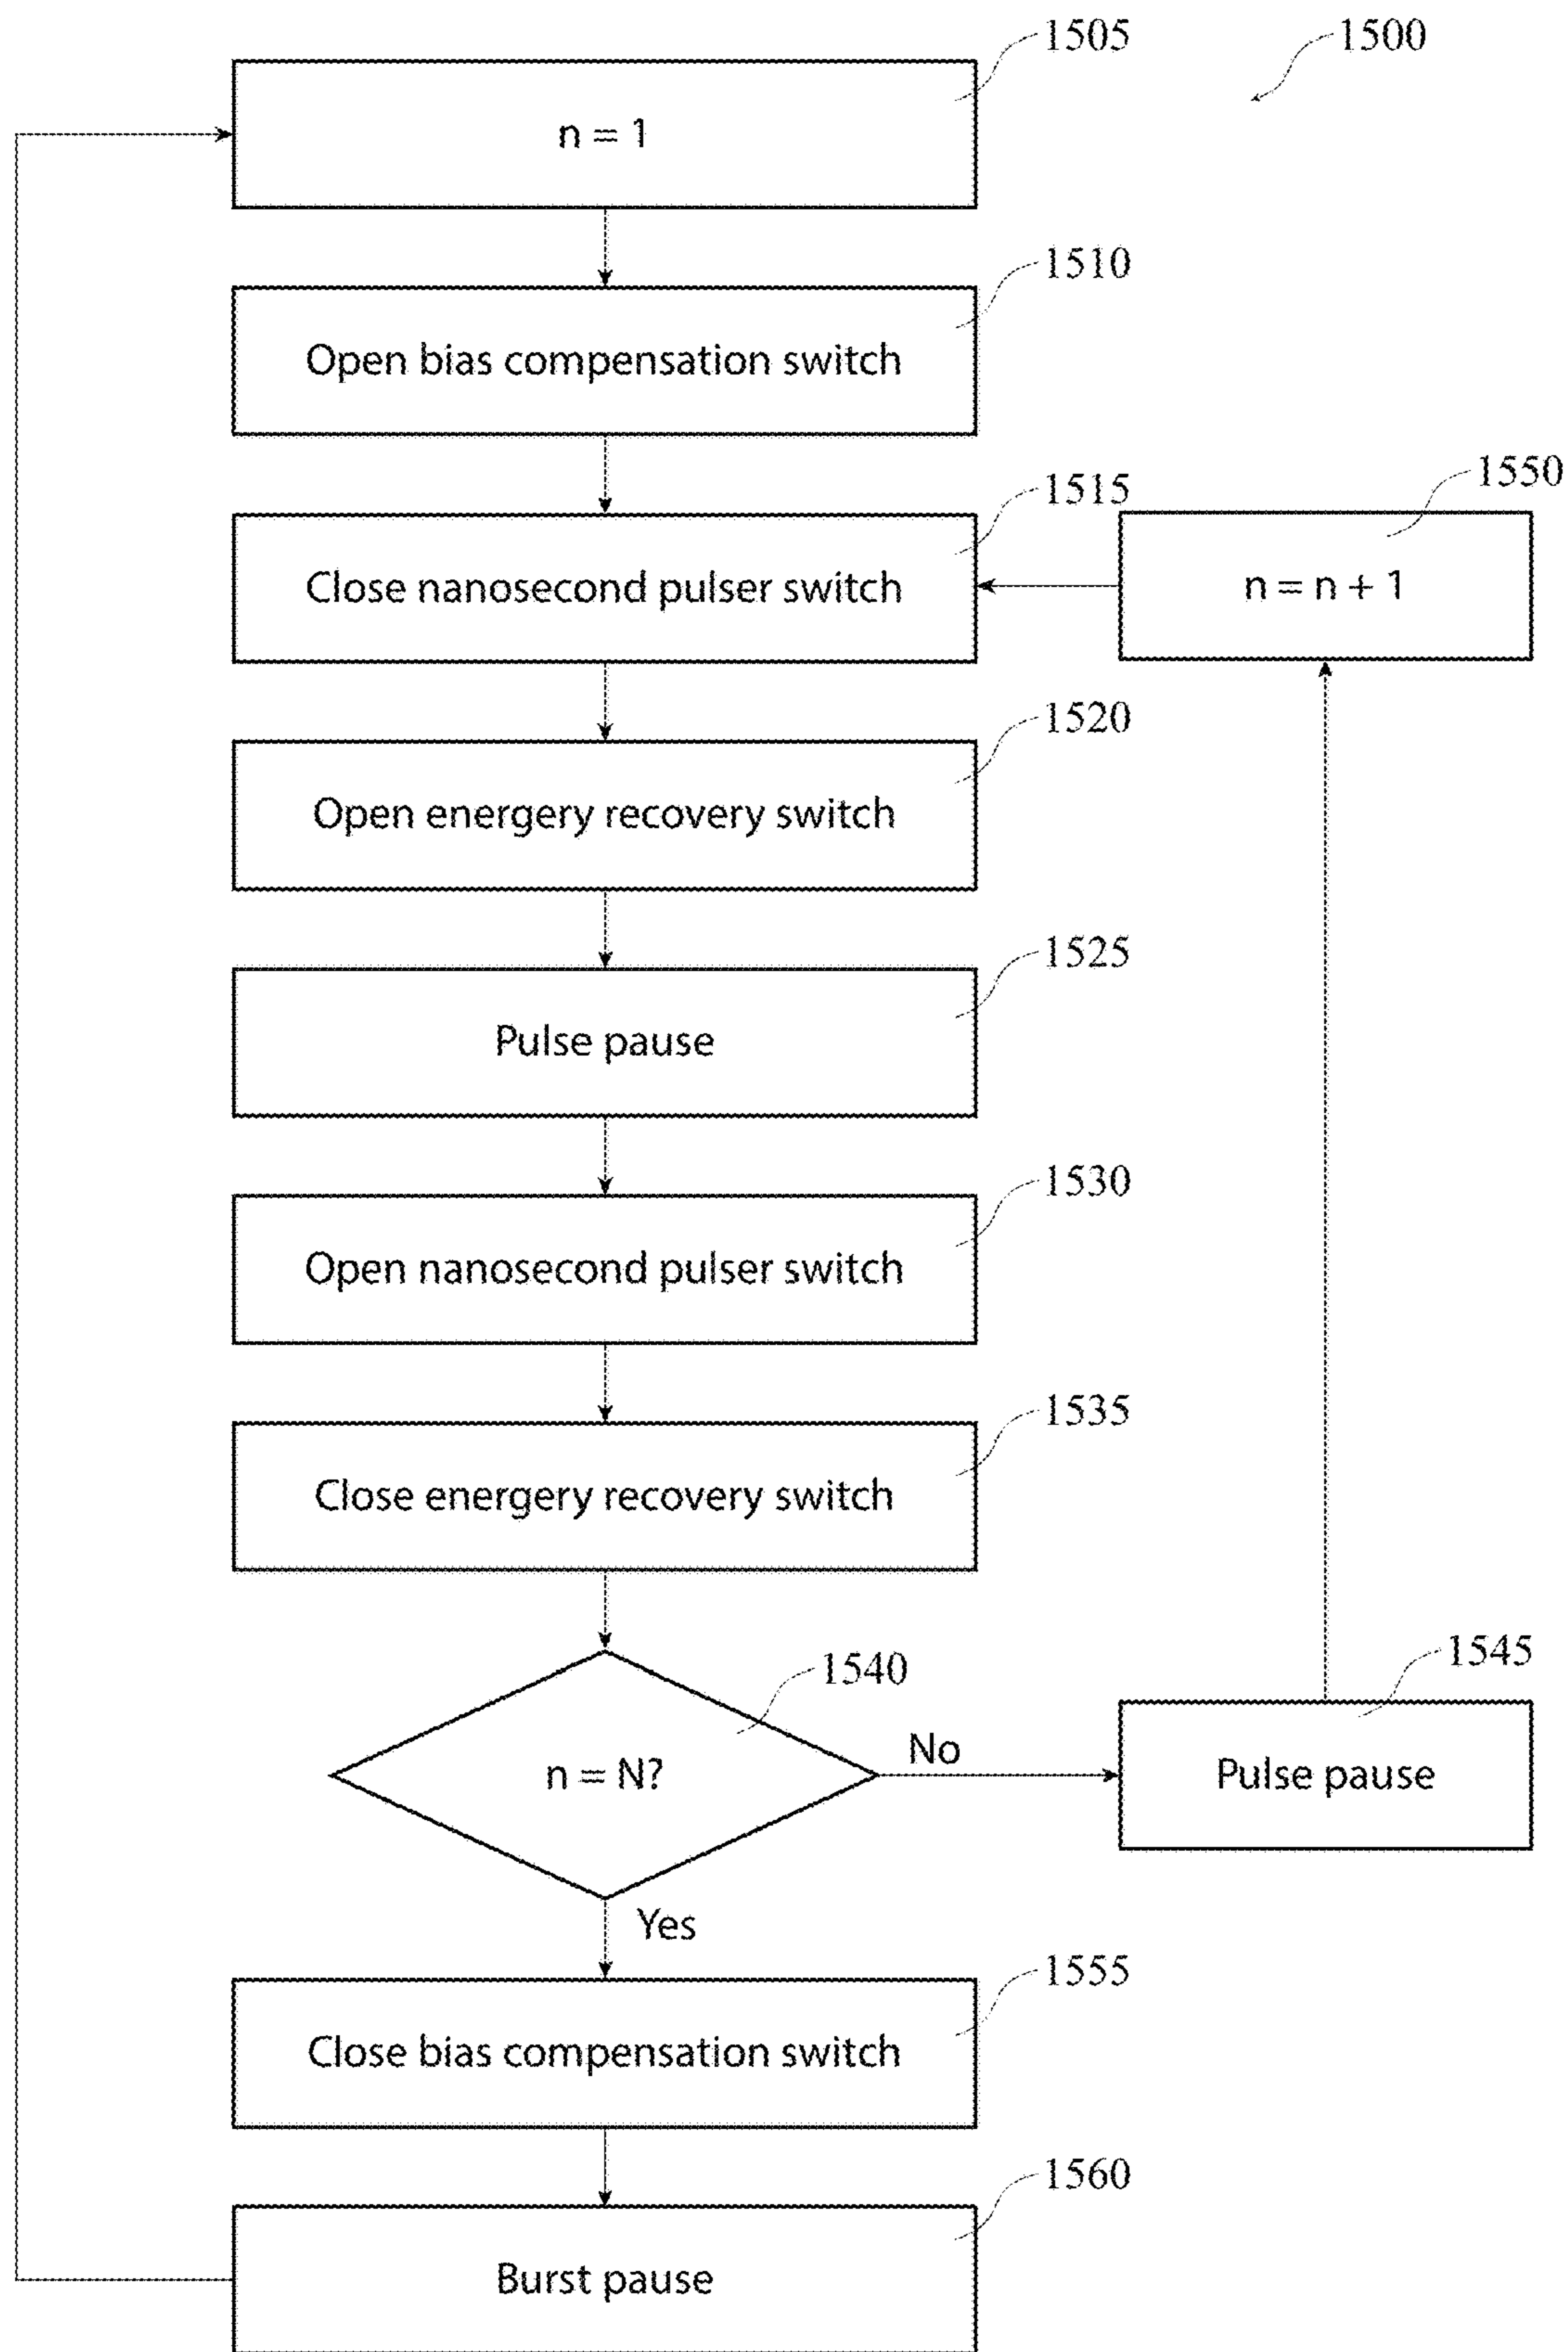 1505
1500
n = 1
1510
Open bias compensation switch
1515
1550
Close nanosecond pulser switch
n = n + 1
1520
Open energery recovery switch
1525
Pulse pause
1530
Open nanosecond pulser switch
1535
Close energery recovery switch
1540
1545
n = N?
No
Pulse pause
Yes
1555
Close bias compensation switch
1560
Burst pause